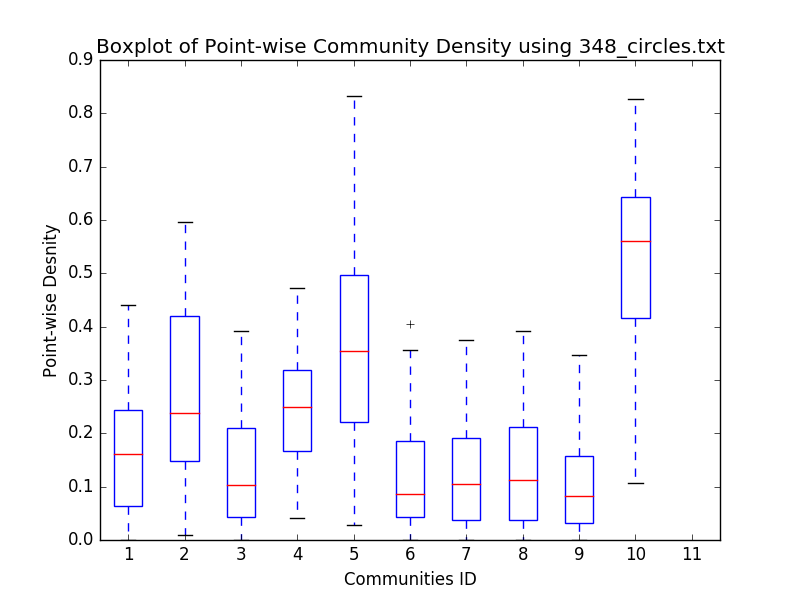 Boxplot of Point-wise Community Density using 348_circles.txt
0.9
0.8
0.7
0.6
0.5
0.4
0.3
0.2
0.1
0.0
Point-wise Desnity
1 2 3 4 5 6 7 8 9 10 11
Communities ID